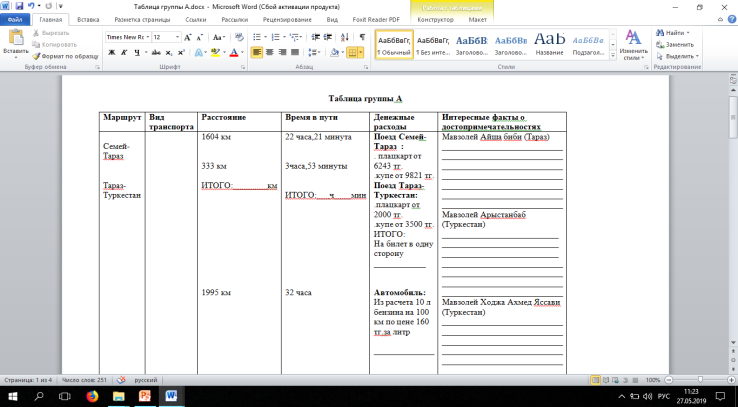 Таблица группы A.docx - Microsoft Word (Сбой активации продукта)
Работа с таблицами
Файл Главная Вставка Разметка страницы Ссылки Рассылки Рецензирование Вид Foxit Reader PDF Конструктор Макет
Вставить
Вырезать
Копировать
Формат по образцу
Буфер обмена
Times New Ro 12
Ж К Ч abc x₂ x²
Шрифт
Абзац
АаБбВвГг,
¶ Обычный
АаБбВвГг,
¶ Без инте...
АаБбВ
Заголово...
АаБбВ
Заголово...
АаБ
Название
АаБбВв
Подзагол...
Стили
Изменить
стили
Найти
Заменить
Выделить
Редактирование
Таблица группы А
Маршрут
Вид
транспорта
Расстояние
Время в пути
Денежные
расходы
Интересные факты о
достопримечательностях
Семей-
Тараз
Тараз-
Туркестан
1604 км
333 км
ИТОГО:________км
1995 км
22 часа,21 минута
3часа,53 минуты
ИТОГО:___ч____мин
32 часа
Поезд Семей-
Тараз :
. плацкарт от
6243 тг.
.купе от 9821 тг.
Поезд Тараз-
Туркестан:
.плацкарт от
2000 тг.
.купе от 3500 тг.
ИТОГО:
На билет в одну
сторону
Автомобиль:
Из расчета 10 л
бензина на 100
км по цене 160
тг.за литр
Мавзолей Айша биби (Тараз)
Мавзолей Арыстанбаб
(Туркестан)
Мавзолей Ходжа Ахмед Яссави
(Туркестан)
Страница: 1 из 4 Число слов: 251 русский 100%
РУС
11:23
27.05.2019